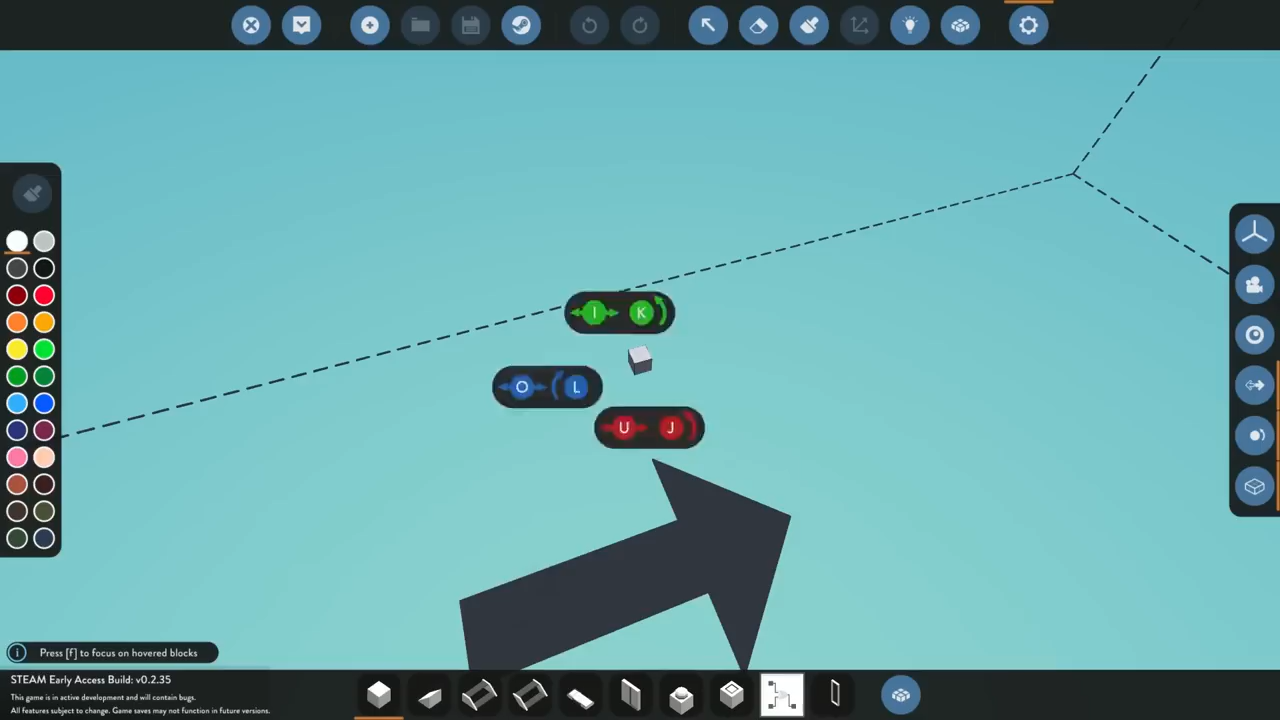 I K
O L
U J
Press [f] to focus on hovered blocks
STEAM Early Access Build: v0.2.35
This game is in active development and will contain bugs.
All features subject to change. Game saves may not function in future versions.